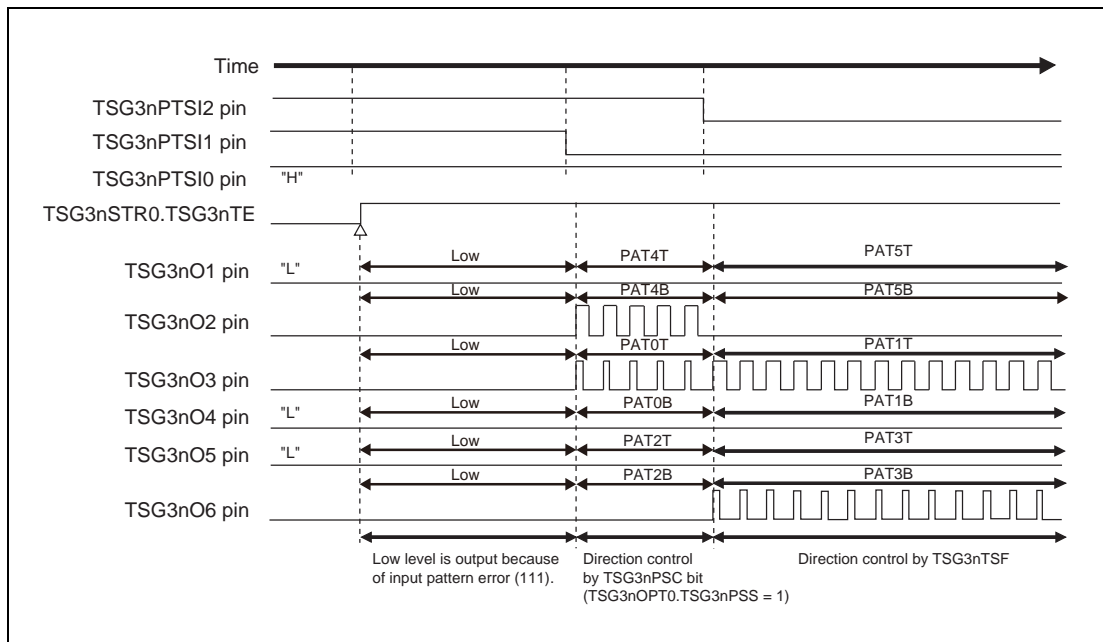 Time
TSG3nPTSI2 pin
TSG3nPTSI1 pin
TSG3nPTSI0 pin "H"
TSG3nSTR0.TSG3nTE
TSG3nO1 pin "L" Low PAT4T PAT5T
Low PAT4B PAT5B
TSG3nO2 pin
Low PAT0T PAT1T
TSG3nO3 pin
Low PAT0B PAT1B
TSG3nO4 pin "L"
Low PAT2T PAT3T
TSG3nO5 pin "L"
Low PAT2B PAT3B
TSG3nO6 pin
Low level is output because
of input pattern error (111).
Direction control
by TSG3nPSC bit
(TSG3nOPT0.TSG3nPSS = 1)
Direction control by TSG3nTSF